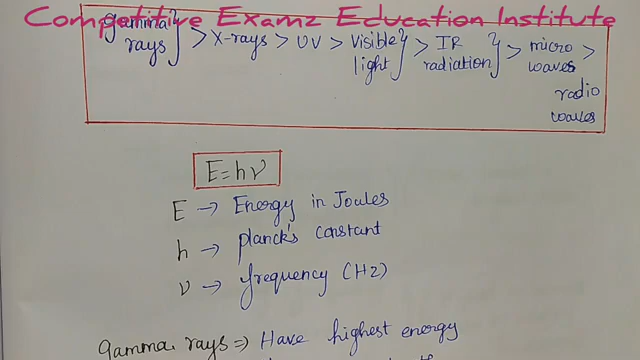 Competitive Examz Education Institute
gamma rays} > X-rays > UV > visible light} > IR radiation} > micro waves > radio waves
E=hν
E → Energy in Joules
h → planck's constant
ν → frequency (Hz)
gamma rays ⇒ Have highest energy